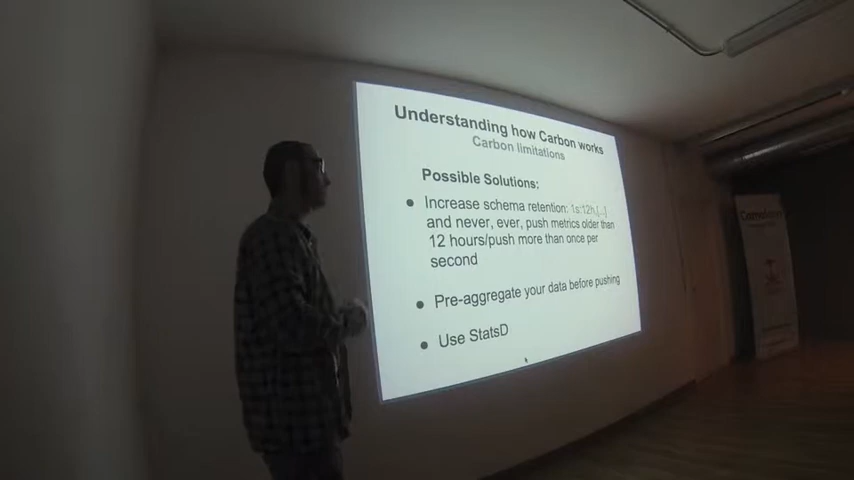 Understanding how Carbon works
Carbon limitations
Possible Solutions:
● Increase schema retention: 1s:12h,[...]
and never, ever, push metrics older than
12 hours/push more than once per
second
● Pre-aggregate your data before pushing
● Use StatsD